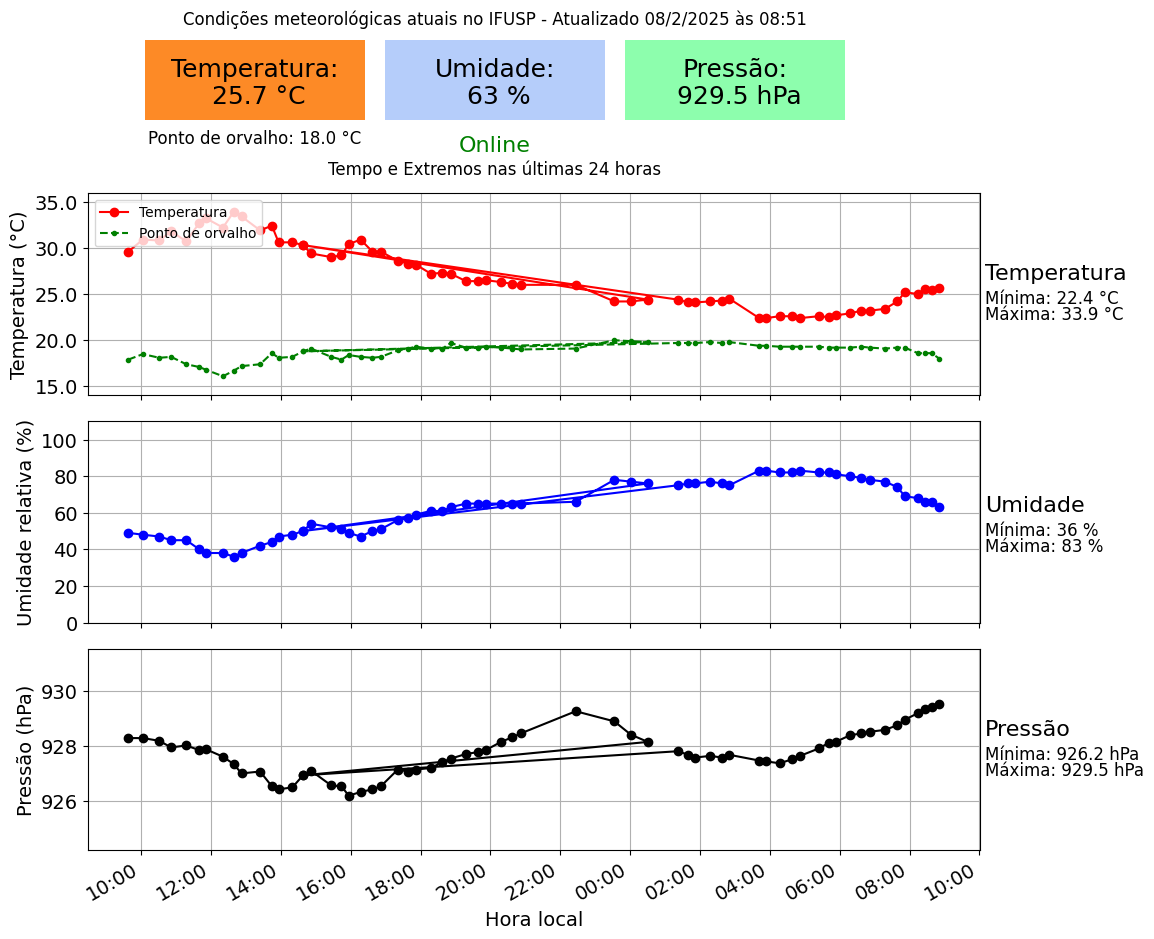 Condições meteorológicas atuais no IFUSP - Atualizado 08/2/2025 às 08:51
Temperatura:
25.7 °C
Umidade:
63 %
Pressão:
929.5 hPa
Ponto de orvalho: 18.0 °C
Online
Tempo e Extremos nas últimas 24 horas
Temperatura (°C)
35.0
30.0
25.0
20.0
15.0
Temperatura
Ponto de orvalho
Temperatura
Mínima: 22.4 °C
Máxima: 33.9 °C
Umidade relativa (%)
100
80
60
40
20
0
Umidade
Mínima: 36 %
Máxima: 83 %
Pressão (hPa)
930
928
926
Pressão
Mínima: 926.2 hPa
Máxima: 929.5 hPa
10:00 12:00 14:00 16:00 18:00 20:00 22:00 00:00 02:00 04:00 06:00 08:00 10:00
Hora local